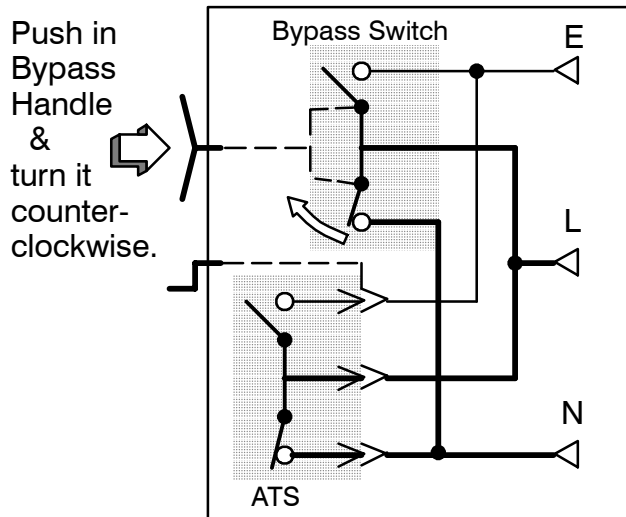 Push in
Bypass
Handle
&
turn it
counter-
clockwise.
Bypass Switch
E
L
N
ATS